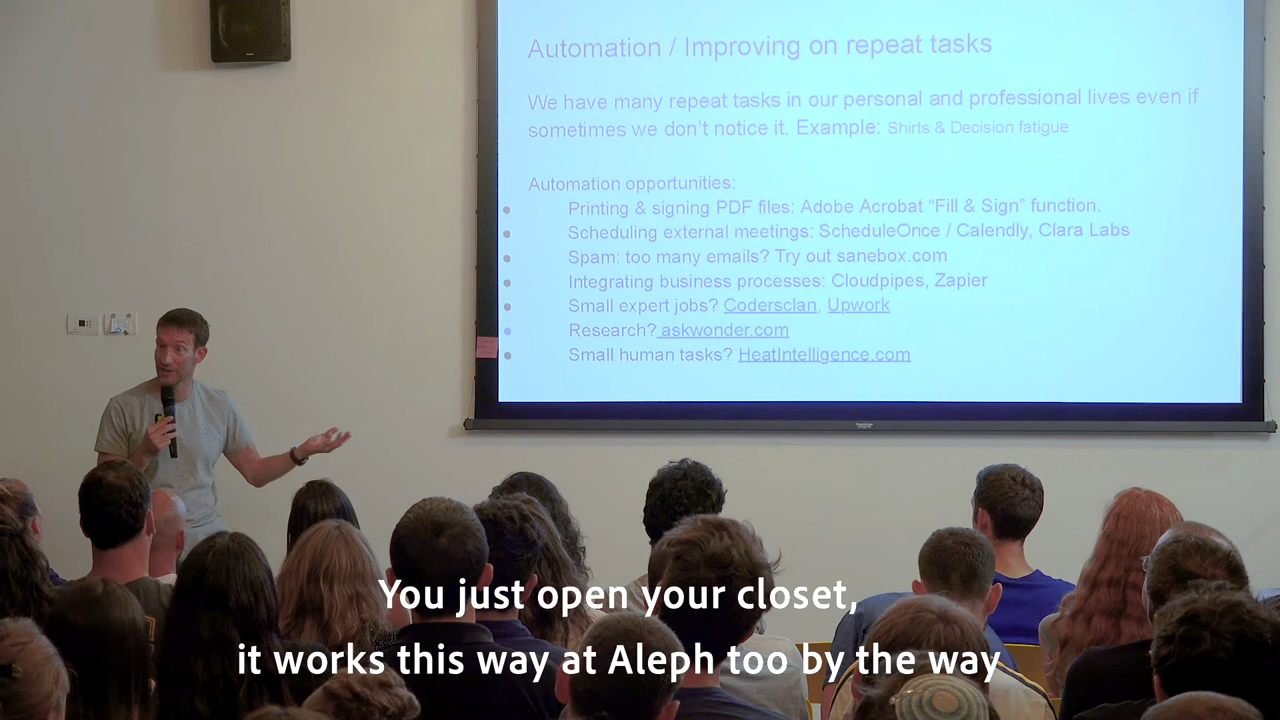 Automation / Improving on repeat tasks
We have many repeat tasks in our personal and professional lives even if
sometimes we don't notice it. Example: Shirts & Decision fatigue
Automation opportunities:
Printing & signing PDF files: Adobe Acrobat “Fill & Sign” function.
Scheduling external meetings: ScheduleOnce / Calendly, Clara Labs
Spam: too many emails? Try out sanebox.com
Integrating business processes: Cloudpipes, Zapier
Small expert jobs? Codersclan, Upwork
Research? askwonder.com
Small human tasks? HeatIntelligence.com
You just open your closet,
it works this way at Aleph too by the way